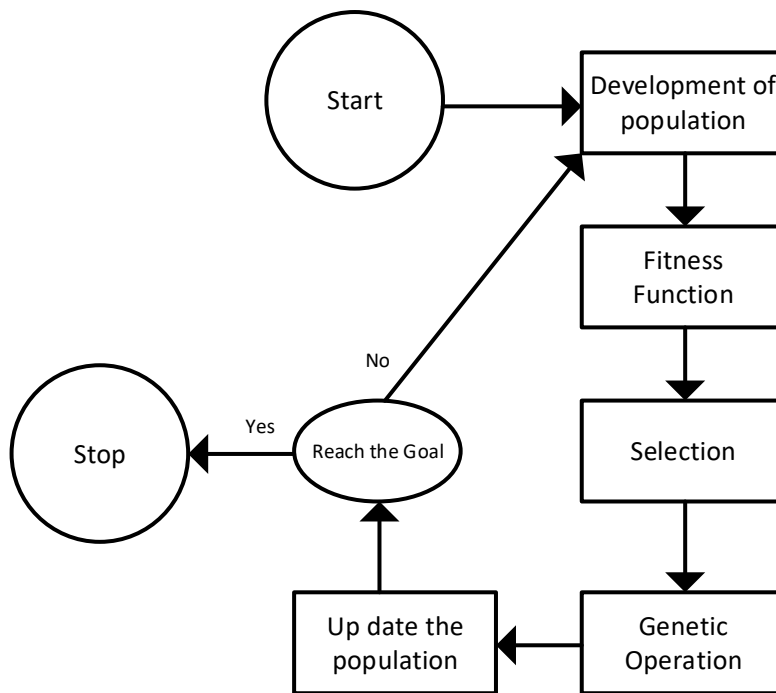 Start
Development of
population
Fitness
Function
No
Yes
Stop
Reach the Goal
Selection
Up date the
population
Genetic
Operation